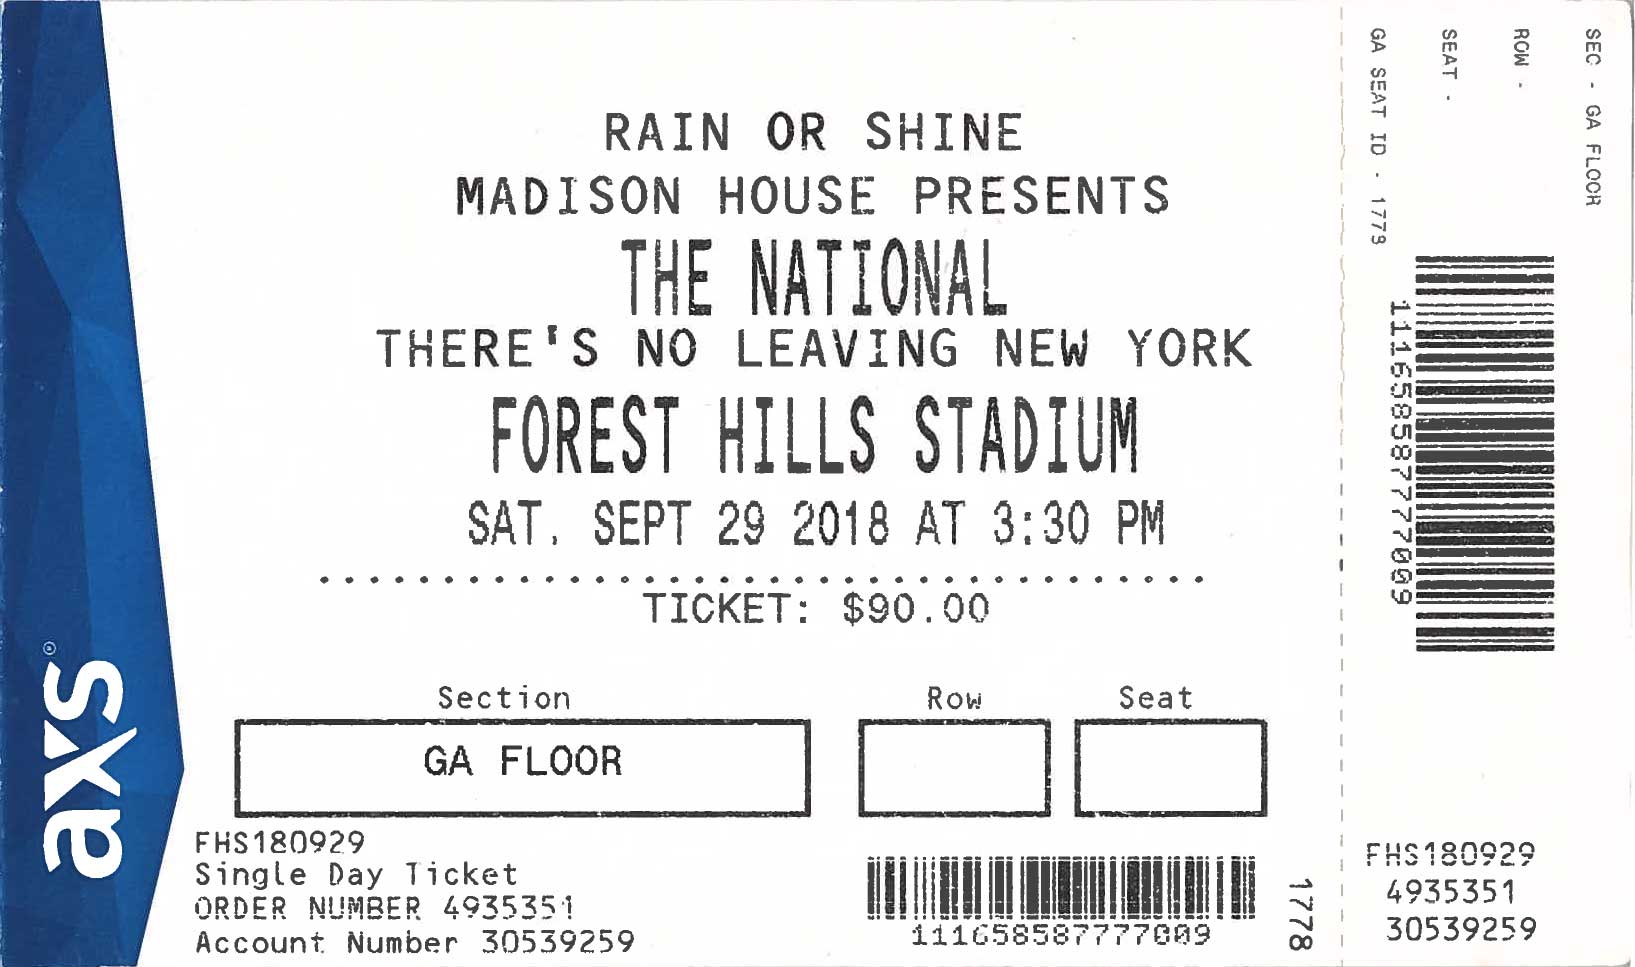 RAIN OR SHINE
MADISON HOUSE PRESENTS
THE NATIONAL
THERE'S NO LEAVING NEW YORK
FOREST HILLS STADIUM
SAT. SEPT 29 2018 AT 3:30 PM
TICKET: $90.00
Section Row Seat
GA FLOOR
FHS180929
Single Day Ticket
ORDER NUMBER 4935351
Account Number 30539259
1116585877777009
1778
axs®
SEC - GA FLOOR
ROW -
SEAT -
GA SEAT ID - 1778
1116585877777009
FHS180929
4935351
30539259